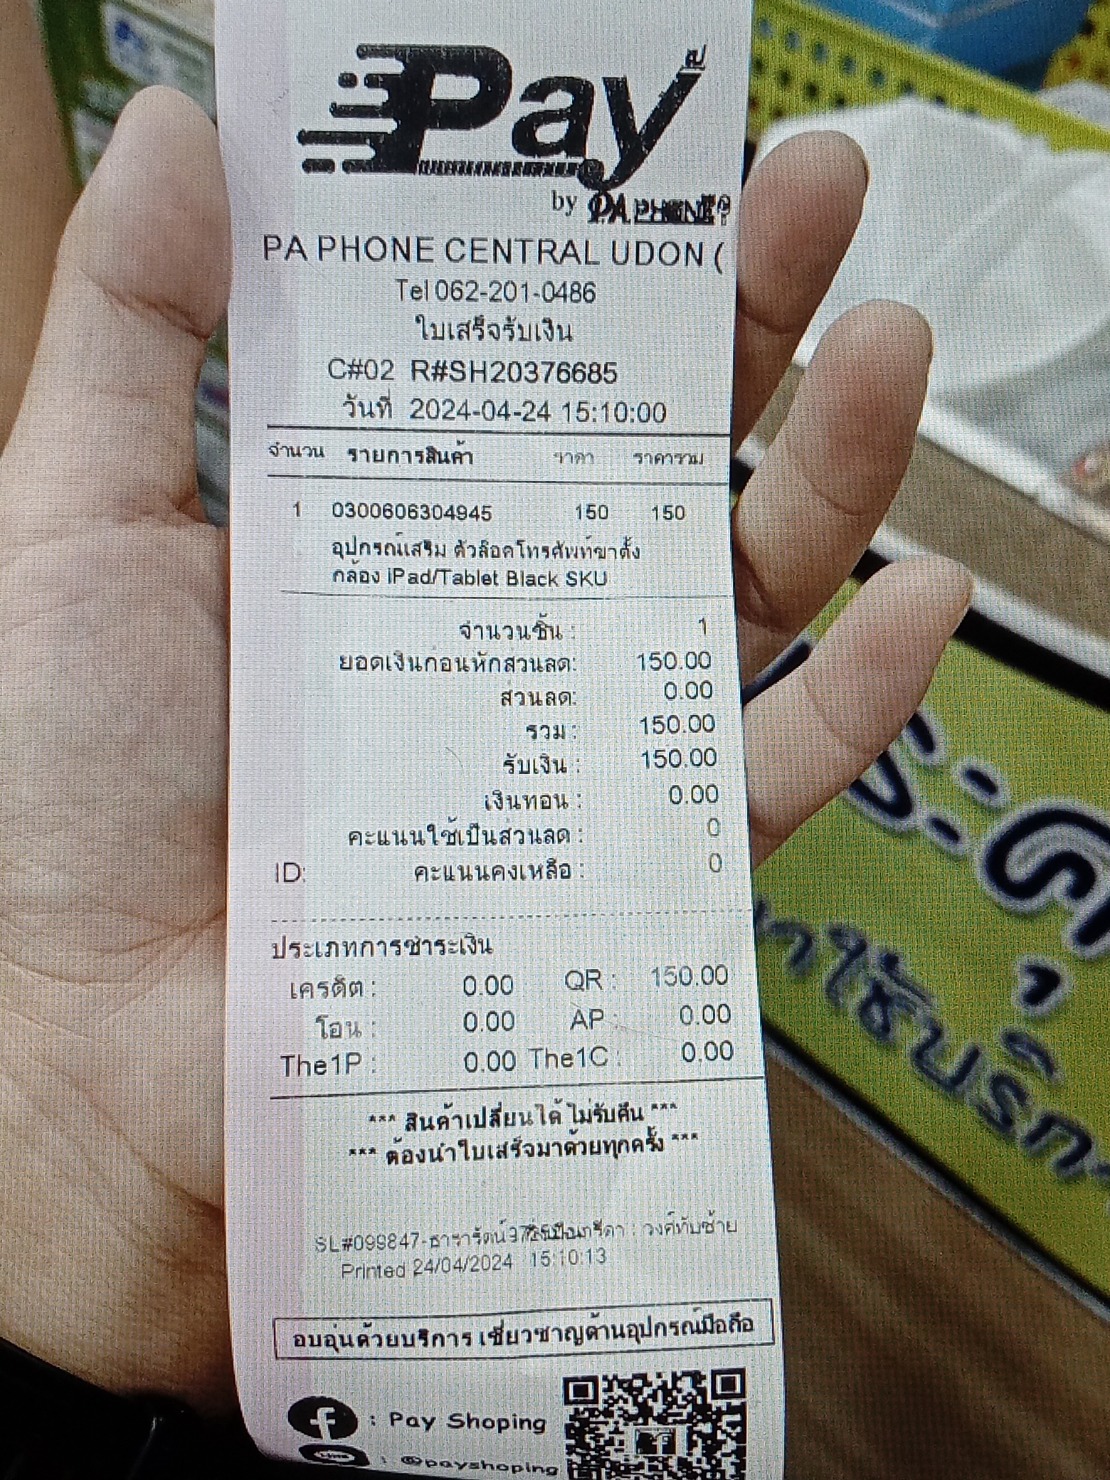 Pay
by PA PHONE
PA PHONE CENTRAL UDON (
Tel 062-201-0486
ใบเสร็จรับเงิน
C#02 R#SH20376685
วันที่ 2024-04-24 15:10:00
จำนวน รายการสินค้า ราคา ราคารวม
1 0300606304945 150 150
อุปกรณ์เสริม ตัวล็อคโทรศัพท์ขาตั้ง
กล้อง iPad/Tablet Black SKU
จำนวนชิ้น : 1
ยอดเงินก่อนหักส่วนลด: 150.00
ส่วนลด: 0.00
รวม : 150.00
รับเงิน : 150.00
เงินทอน : 0.00
คะแนนใช้เป็นส่วนลด : 0
ID: คะแนนคงเหลือ : 0
ประเภทการชำระเงิน
เครดิต : 0.00 QR : 150.00
โอน : 0.00 AP : 0.00
The1P : 0.00 The1C : 0.00
*** สินค้าเปลี่ยนได้ ไม่รับคืน ***
*** ต้องนำใบเสร็จมาด้วยทุกครั้ง ***
SL#099847-ธารารัตน์ : วงศ์ทับซ้าย
Printed 24/04/2024 15:10:13
อบอุ่นด้วยบริการ เชี่ยวชาญด้านอุปกรณ์มือถือ
: Pay Shoping
: @payshoping